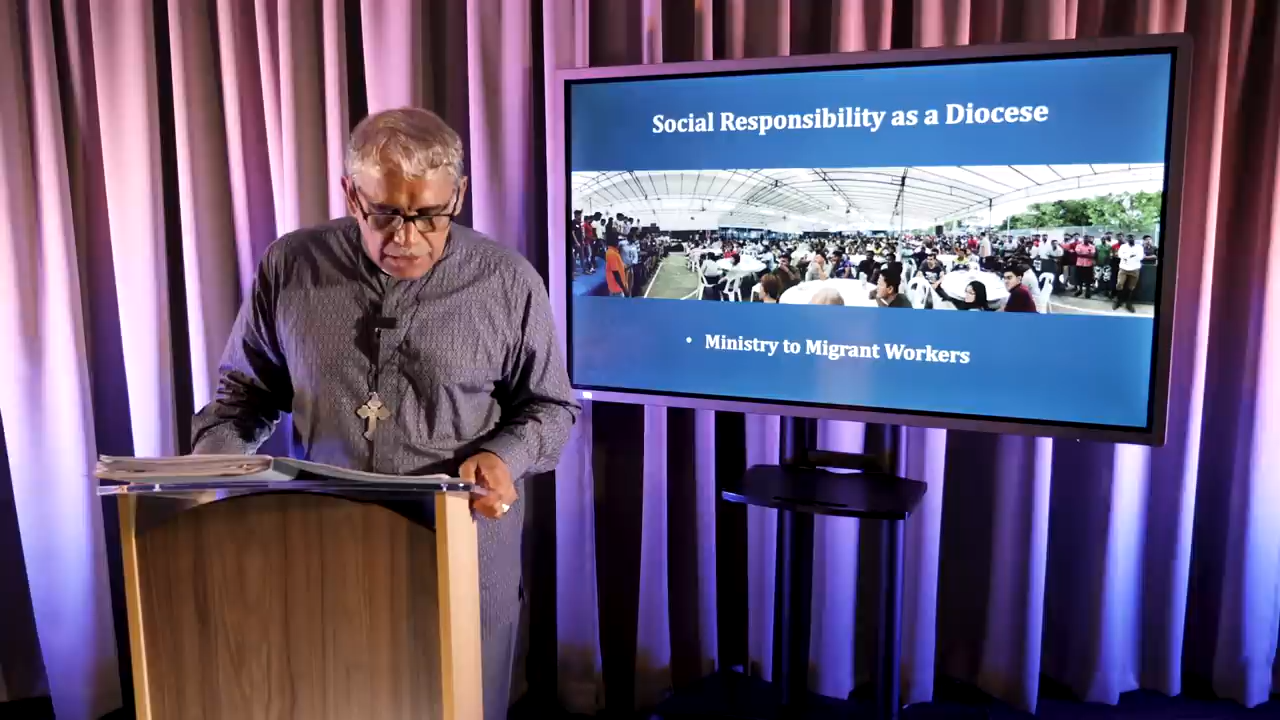 Social Responsibility as a Diocese
• Ministry to Migrant Workers